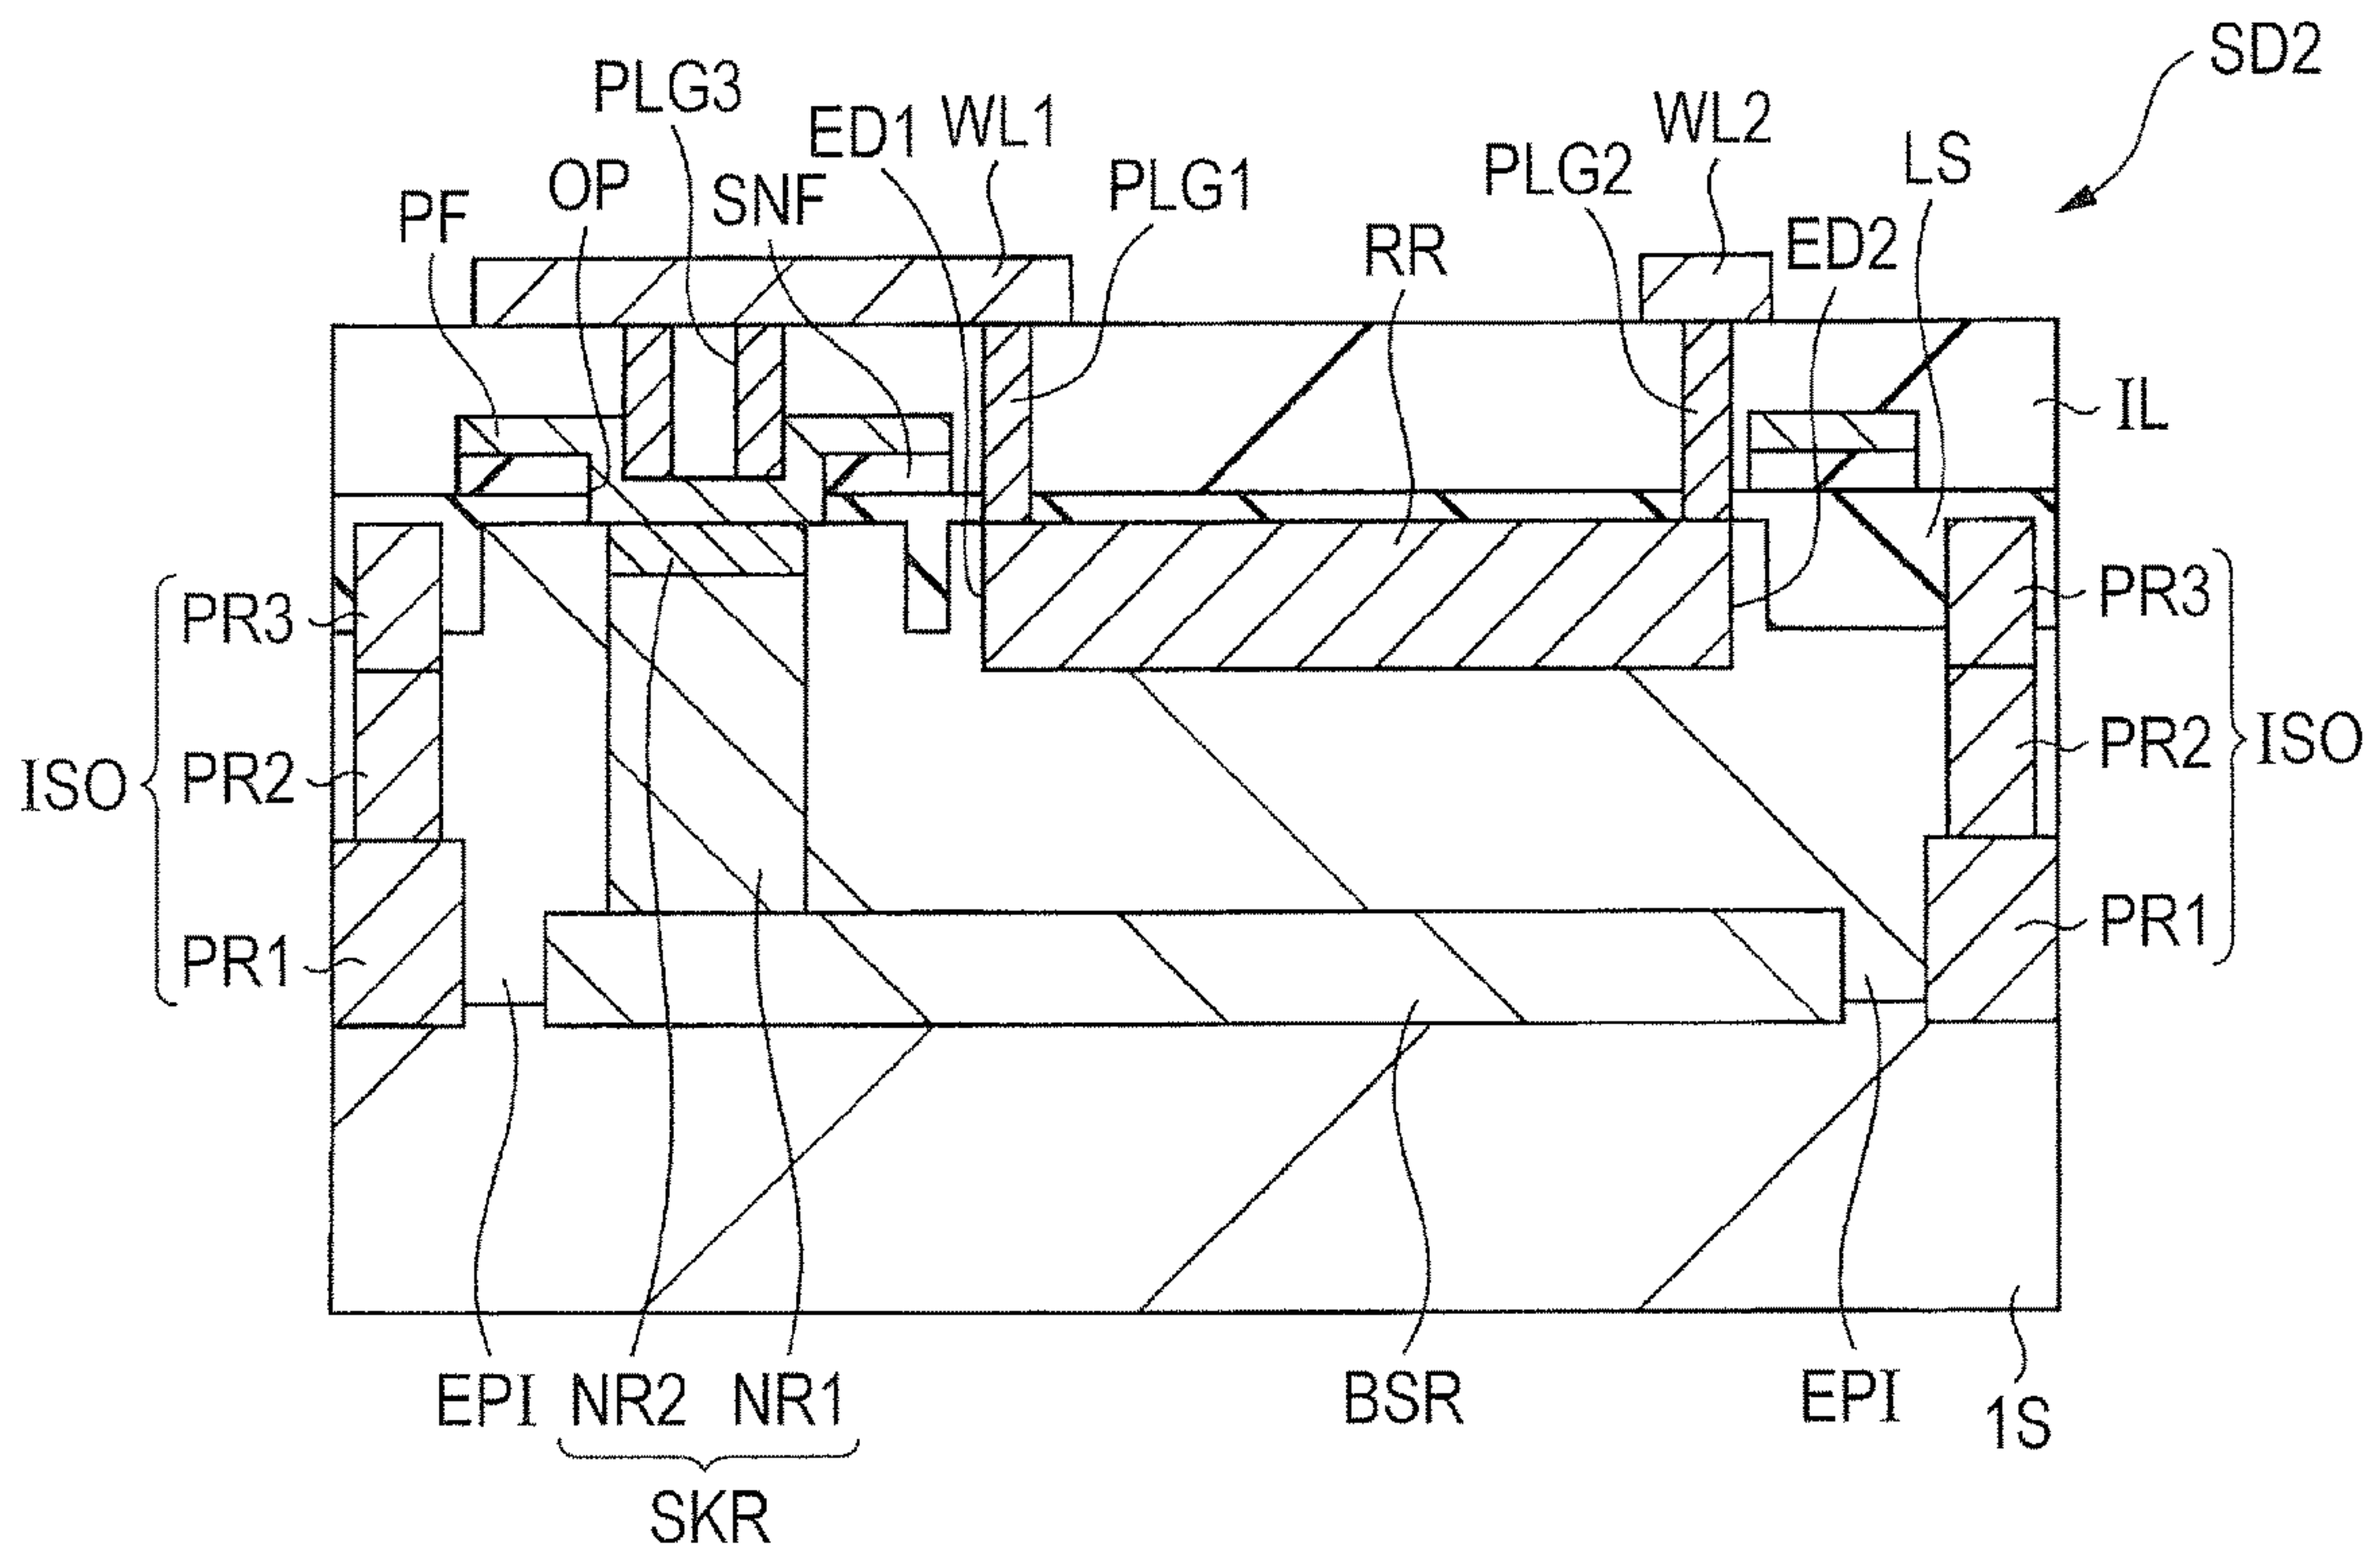 SD2
PLG3
ED1
WL1
WL2
PLG1
PLG2
LS
OP
SNF
PF
RR
ED2
IL
PR3
PR3
ISO
PR2
PR2
ISO
PR1
PR1
EPI
NR2
NR1
BSR
EPI
1S
SKR